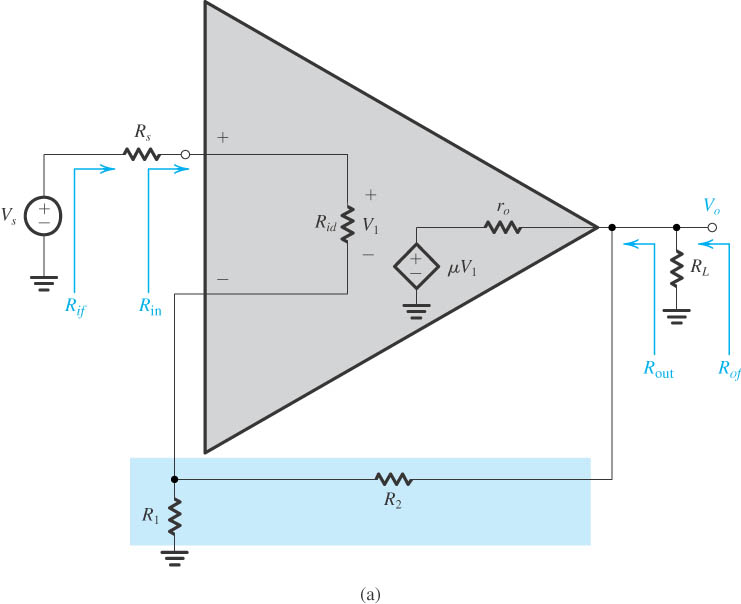 V_o
+
R_s
+
r_o
V_s
+
−
R_id
V_1
+
−
μV_1
−
−
R_L
R_if
R_in
R_out
R_of
R_2
R_1
(a)